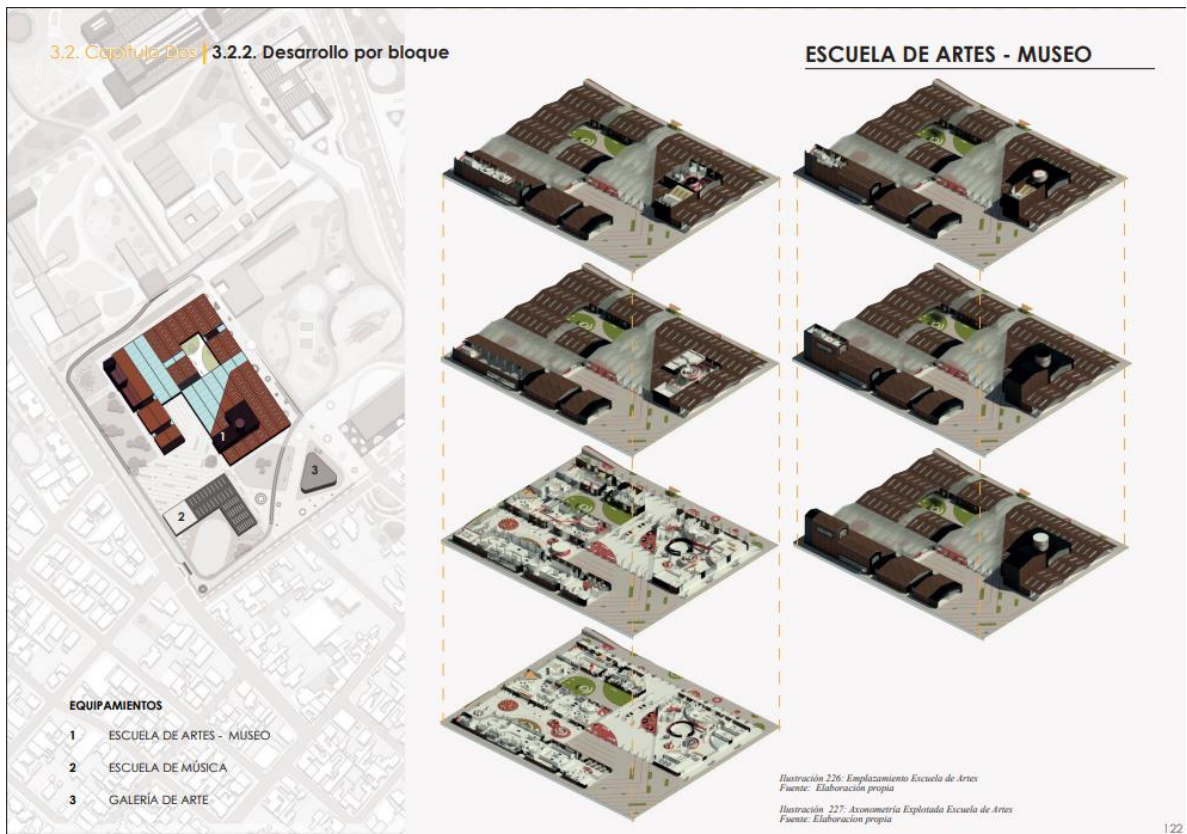 3.2. Capítulo Dos | 3.2.2. Desarrollo por bloque
ESCUELA DE ARTES - MUSEO
1
2
3
EQUIPAMIENTOS
1 ESCUELA DE ARTES - MUSEO
2 ESCUELA DE MÚSICA
3 GALERÍA DE ARTE
Ilustración 226: Emplazamiento Escuela de Artes
Fuente: Elaboración propia
Ilustración 227: Axonometría Explotada Escuela de Artes
Fuente: Elaboracíon propia
122